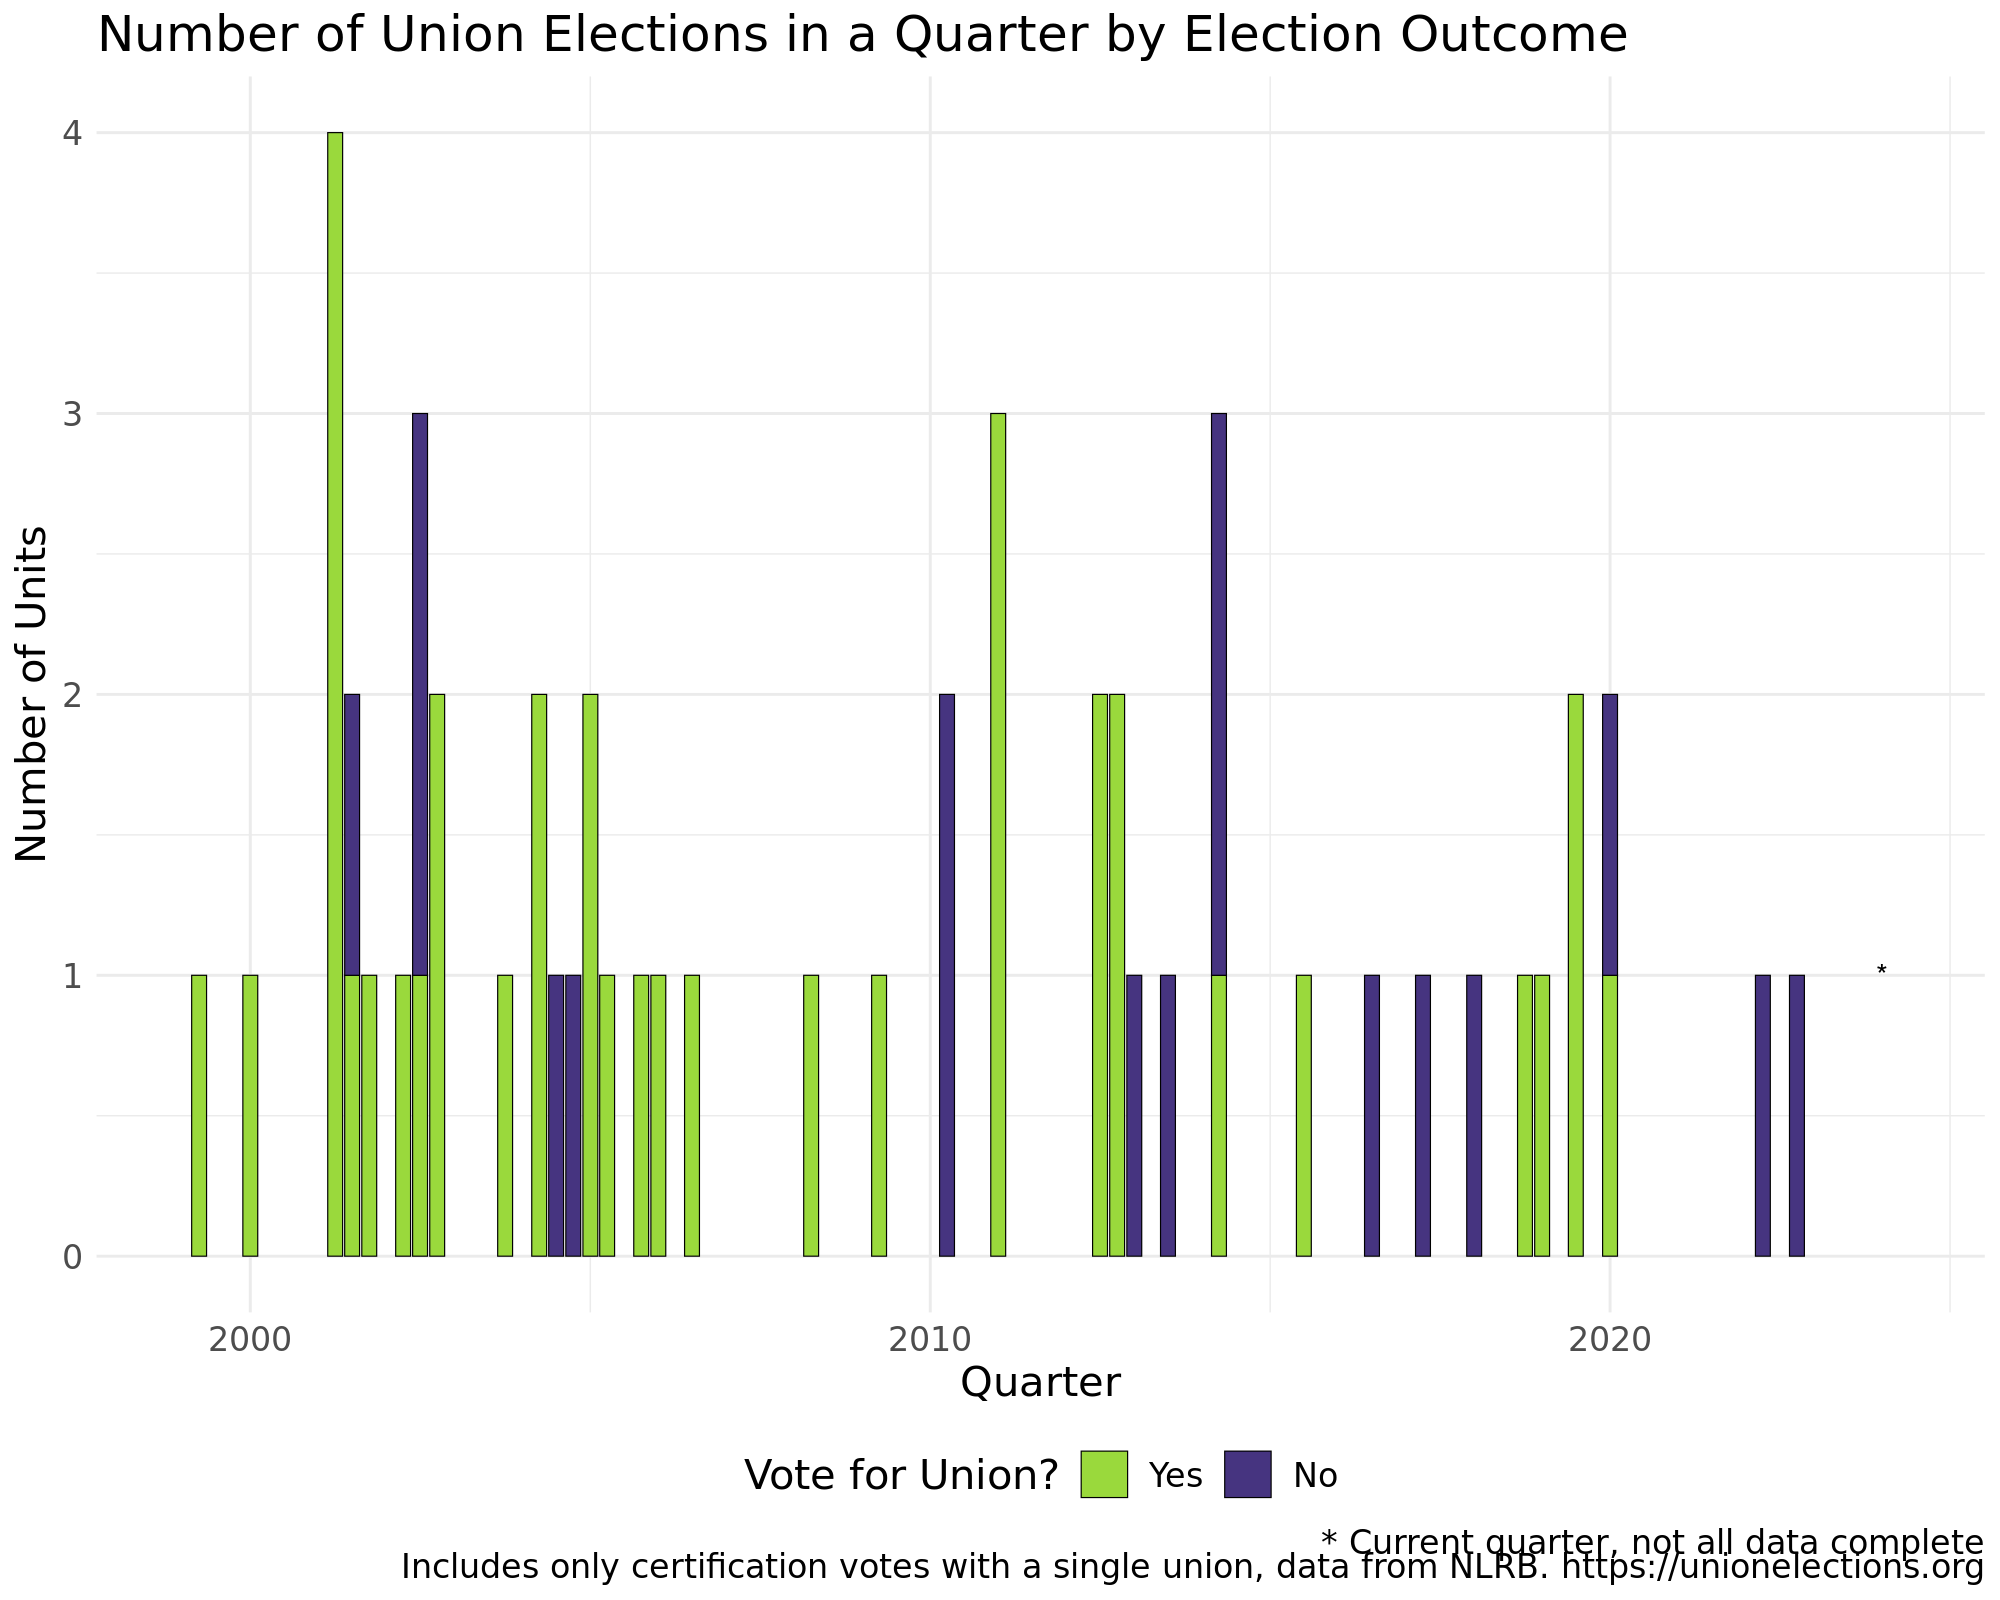 Number of Union Elections in a Quarter by Election Outcome
Number of Units
4
3
2
1
0
*
2000 2010 2020
Quarter
Vote for Union? Yes No
* Current quarter, not all data complete
Includes only certification votes with a single union, data from NLRB. https://unionelections.org